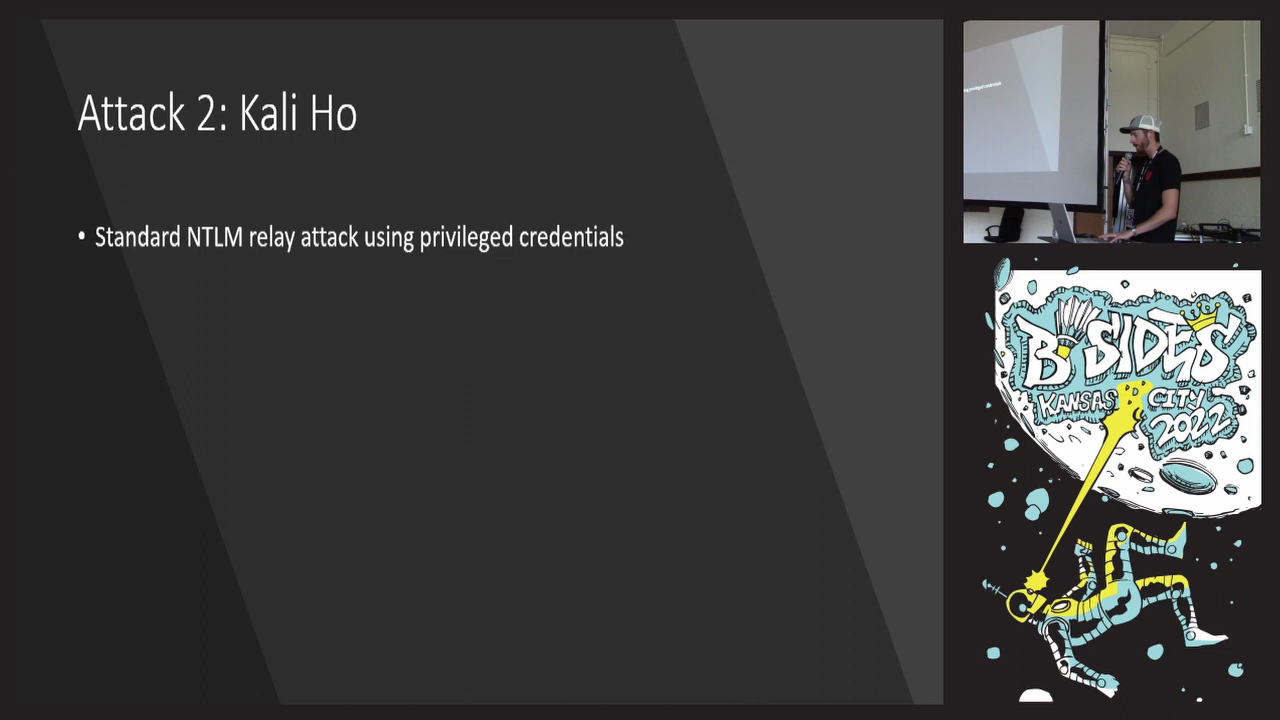 Attack 2: Kali Ho
• Standard NTLM relay attack using privileged credentials
B SIDES
KANSAS CITY
2022